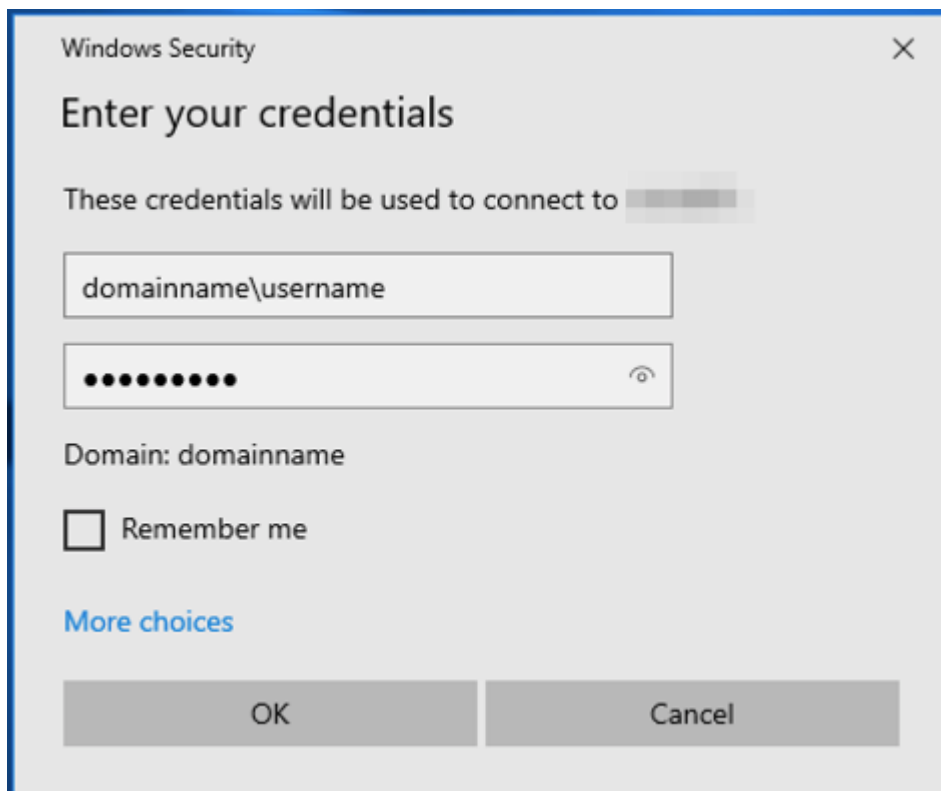 Windows Security
Enter your credentials
These credentials will be used to connect to
domainname\username
●●●●●●●●●
Domain: domainname
Remember me
More choices
OK
Cancel